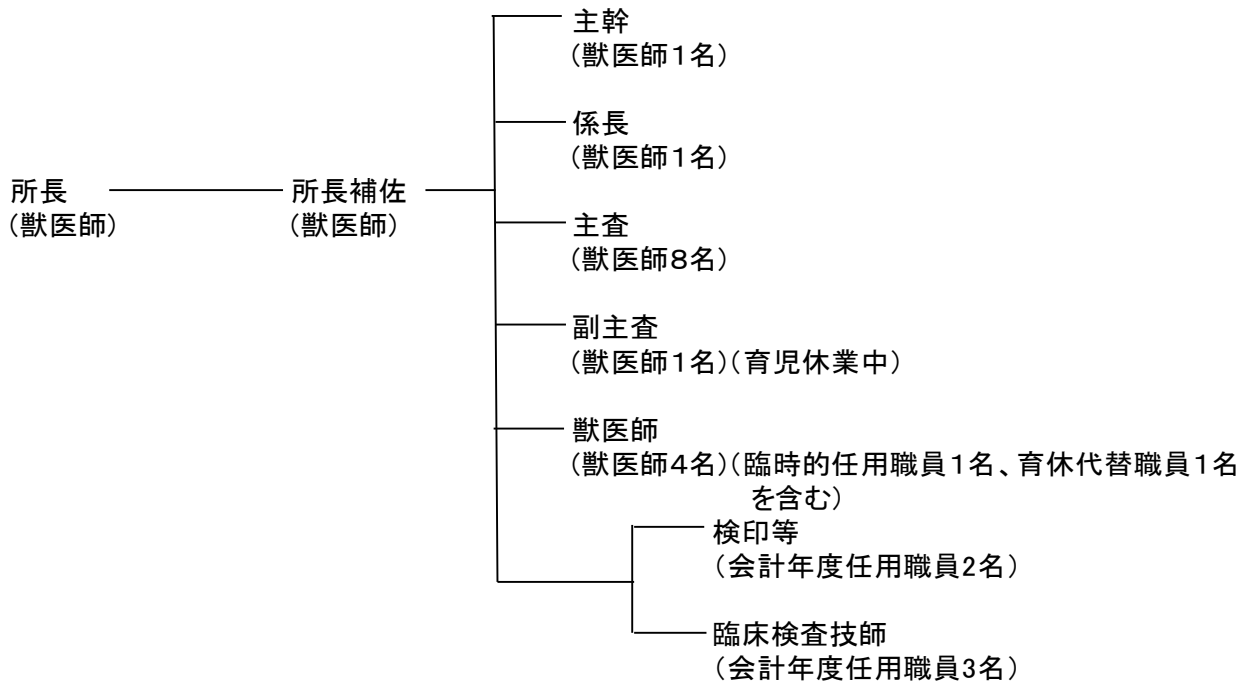 主幹
(獣医師1名)
係長
(獣医師1名)
所長
(獣医師)
所長補佐
(獣医師)
主査
(獣医師8名)
副主査
(獣医師1名)(育児休業中)
獣医師
(獣医師4名)(臨時的任用職員1名、育休代替職員1名
を含む)
検印等
(会計年度任用職員2名)
臨床検査技師
(会計年度任用職員3名)